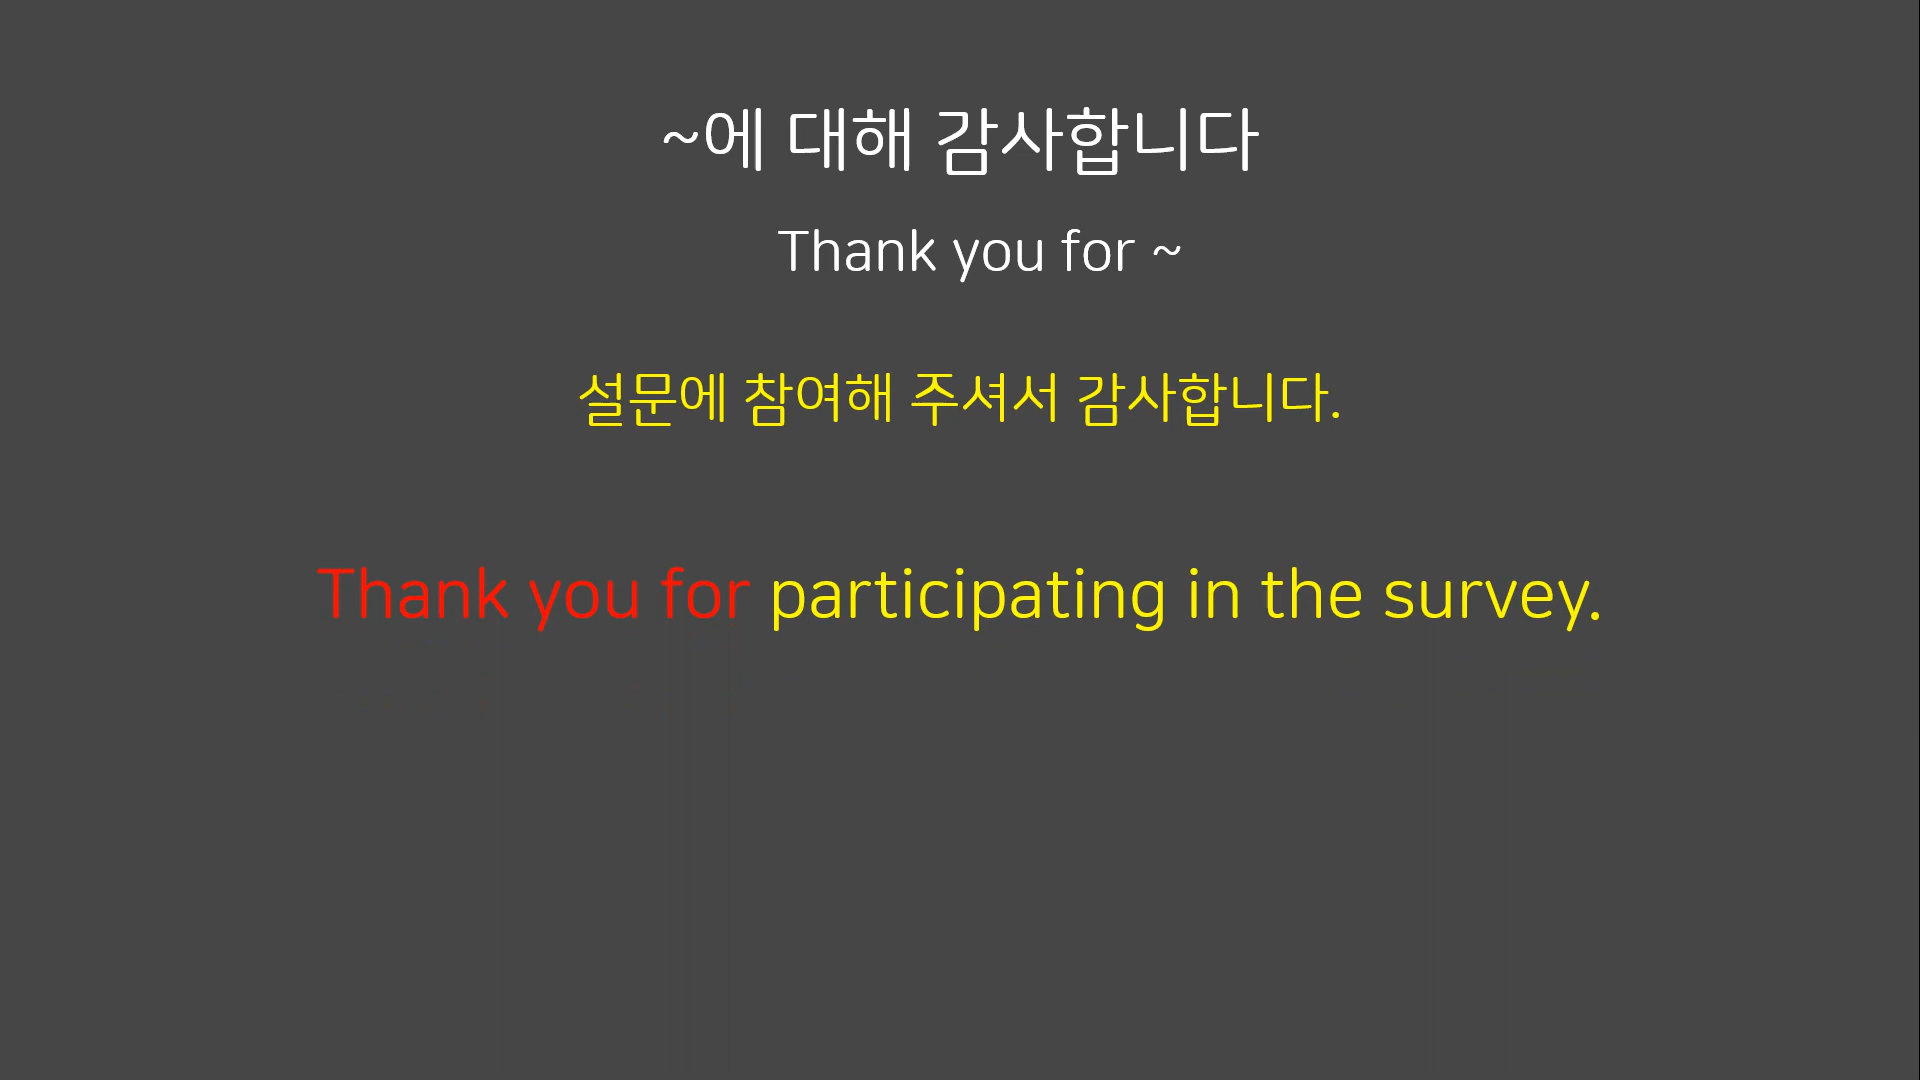 ~에 대해 감사합니다
Thank you for ~
설문에 참여해 주셔서 감사합니다.
Thank you for participating in the survey.